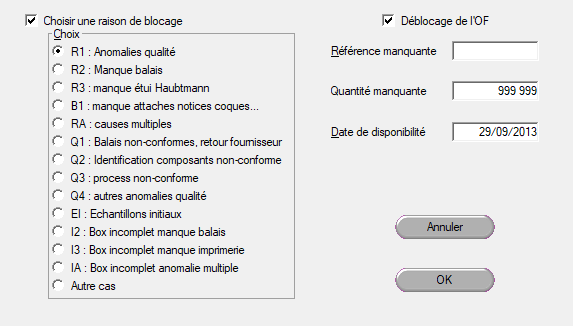 Choisir une raison de blocage
Choix
R1 : Anomalies qualité
R2 : Manque balais
R3 : manque étui Haubtmann
B1 : manque attaches notices coques...
RA : causes multiples
Q1 : Balais non-conformes, retour fournisseur
Q2 : Identification composants non-conforme
Q3 : process non-conforme
Q4 : autres anomalies qualité
EI : Echantillons initiaux
I2 : Box incomplet manque balais
I3 : Box incomplet manque imprimerie
IA : Box incomplet anomalie multiple
Autre cas
Déblocage de l'OF
Référence manquante
Quantité manquante 999 999
Date de disponibilité 29/09/2013
Annuler
OK